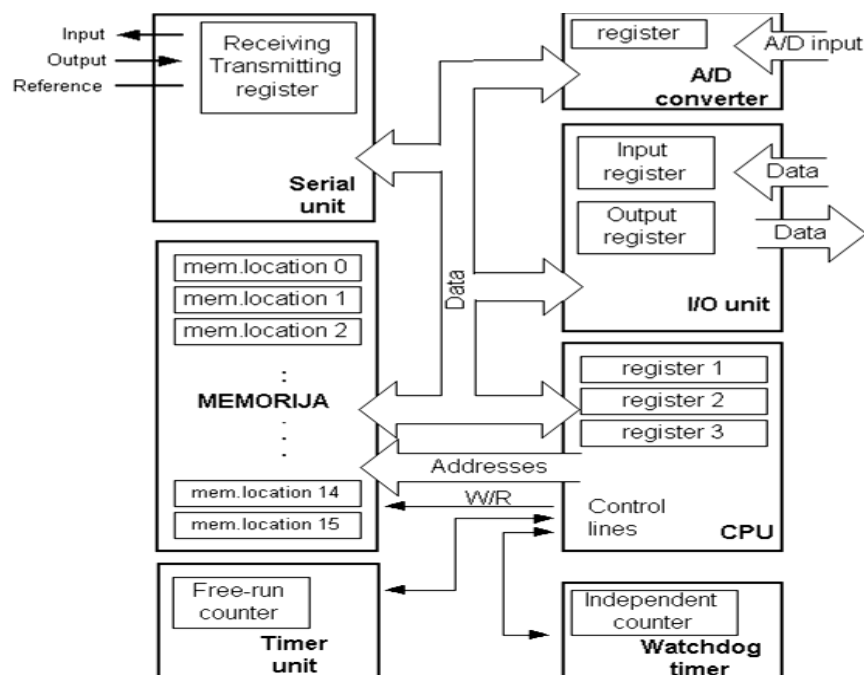 Input
Output
Reference
Receiving
Transmitting
register
Serial
unit
register
A/D input
A/D
converter
Input
register
Output
register
Data
Data
I/O unit
mem.location 0
mem.location 1
mem.location 2
:
MEMORIJA
:
:
mem.location 14
mem.location 15
Data
register 1
register 2
register 3
Addresses
W/R
Control
lines
CPU
Free-run
counter
Timer
unit
Independent
counter
Watchdog
timer